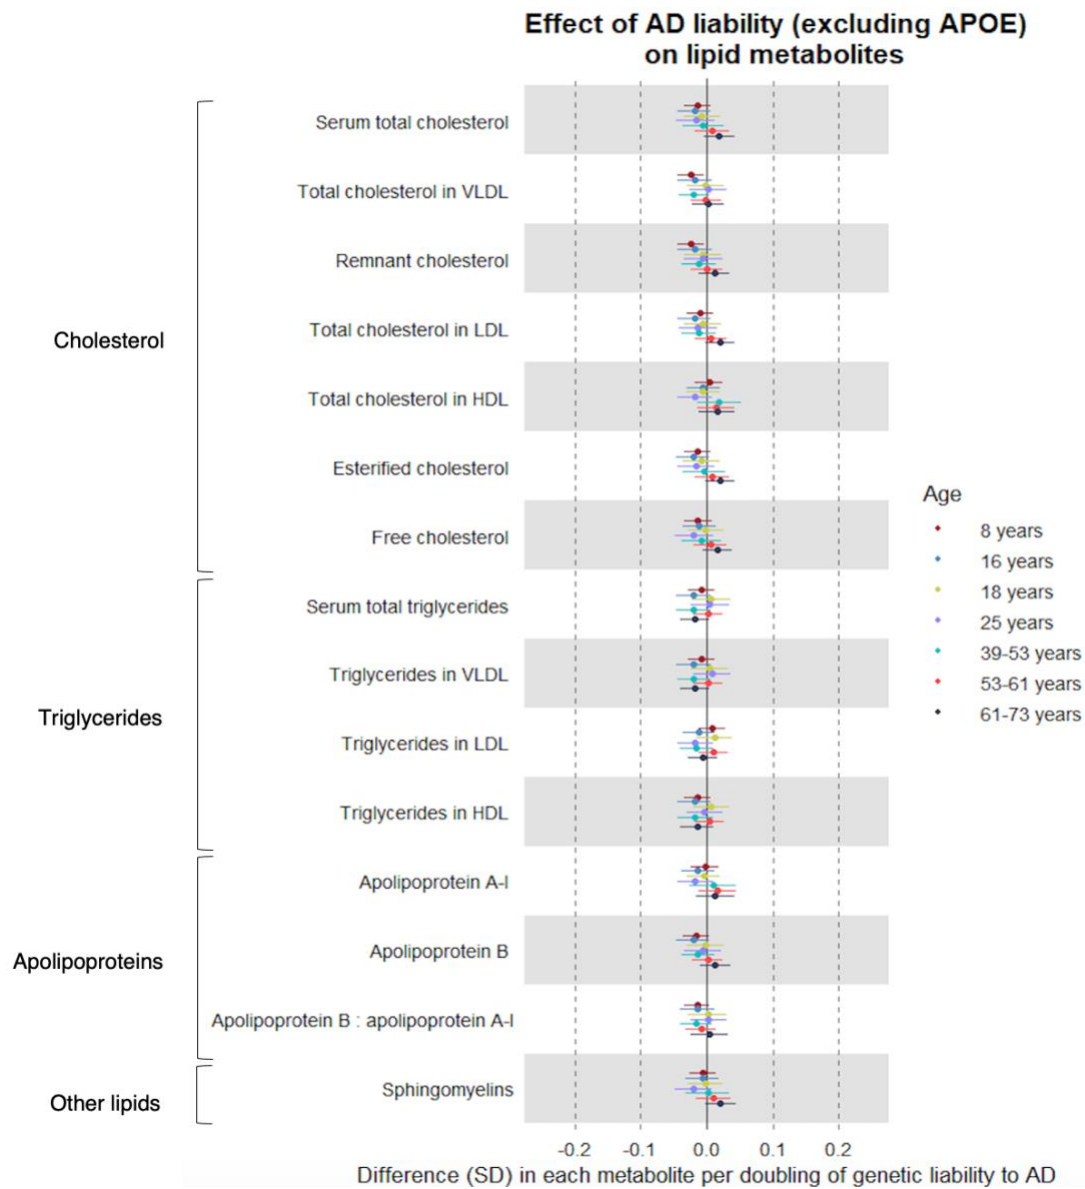 Effect of AD liability (excluding APOE)
on lipid metabolites
Cholesterol
Serum total cholesterol
Total cholesterol in VLDL
Remnant cholesterol
Total cholesterol in LDL
Total cholesterol in HDL
Esterified cholesterol
Free cholesterol
Triglycerides
Serum total triglycerides
Triglycerides in VLDL
Triglycerides in LDL
Triglycerides in HDL
Apolipoproteins
Apolipoprotein A-I
Apolipoprotein B
Apolipoprotein B : apolipoprotein A-I
Other lipids
Sphingomyelins
Age
8 years
16 years
18 years
25 years
39-53 years
53-61 years
61-73 years
-0.2 -0.1 0.0 0.1 0.2
Difference (SD) in each metabolite per doubling of genetic liability to AD